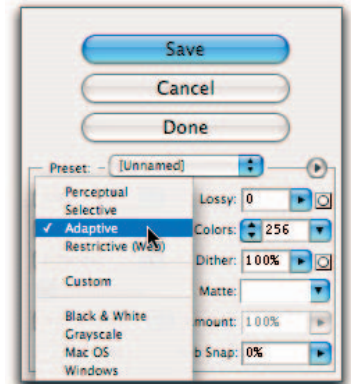 Save
Cancel
Done
Preset: [Unnamed]
Perceptual
Selective
✓ Adaptive
Restrictive (Web)
Custom
Black & White
Grayscale
Mac OS
Windows
Lossy: 0
Colors: 256
Dither: 100%
Matte:
mount: 100%
b Snap: 0%